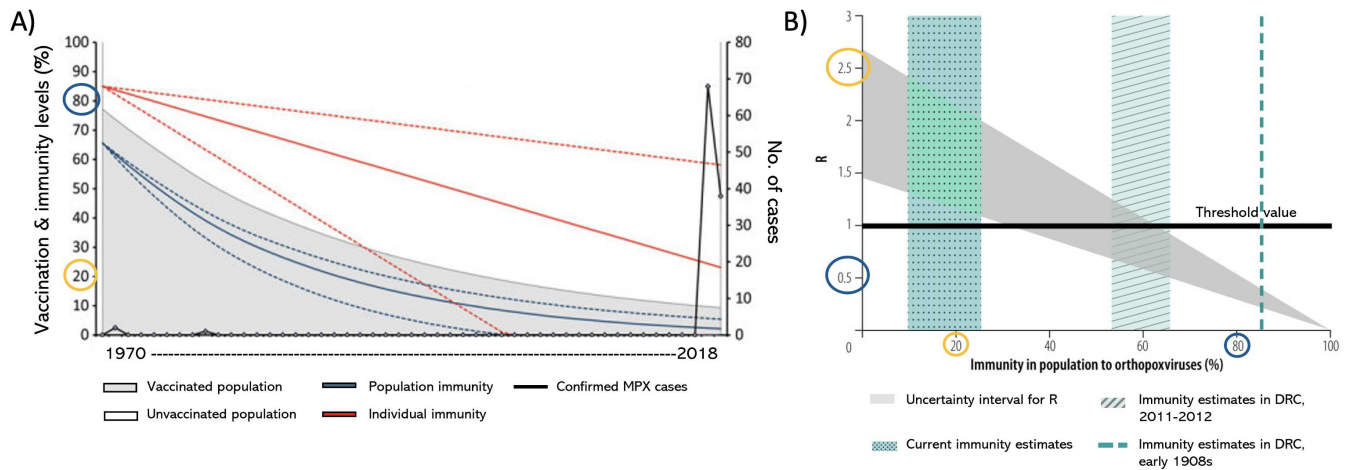 A)
Vaccination & immunity levels (%)
100
90
80
70
60
50
40
30
20
10
0
80
70
60
50
40
30
20
10
0
No. of cases
1970 2018
Vaccinated population
Unvaccinated population
Population immunity
Individual immunity
Confirmed MPX cases
B)
R
3
2.5
2
1.5
1
0.5
Threshold value
0 20 40 60 80 100
Immunity in population to orthopoxviruses (%)
Uncertainty interval for R
Current immunity estimates
Immunity estimates in DRC,
2011-2012
Immunity estimates in DRC,
early 1908s